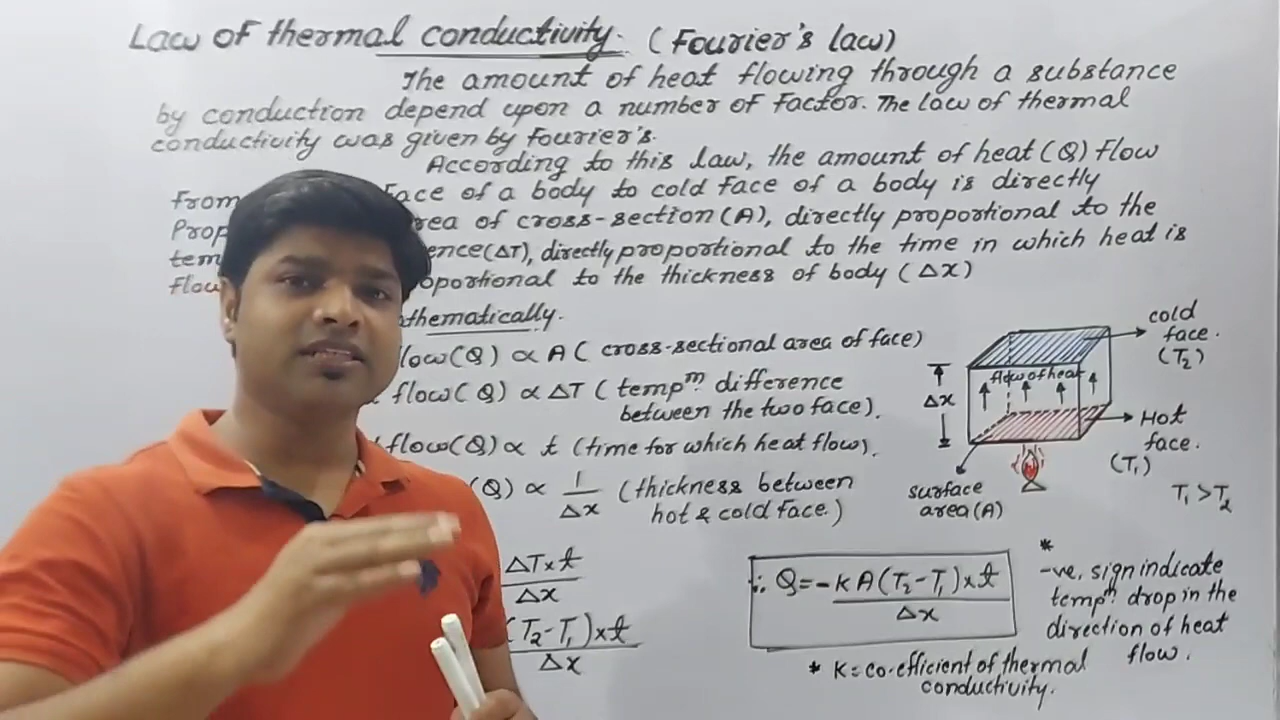 Law of thermal conductivity. (Fourier's law)
The amount of heat flowing through a substance
by conduction depend upon a number of factor. The law of thermal
conductivity was given by Fourier's.
According to this law, the amount of heat (Q) flow
From face of a body to cold face of a body is directly
Prop area of cross-section (A), directly proportional to the
tem ence (ΔT), directly proportional to the time in which heat is
flow oportional to the thickness of body (Δx)
thematically.
low (Q) ∝ A ( cross-sectional area of face)
flow (Q) ∝ ΔT ( tempⁿ. difference
between the two face).
flow (Q) ∝ t (time for which heat flow).
(Q) ∝ 1/Δx (thickness between
hot & cold face.)
ΔT × t
Δx
(T₂-T₁) × t
Δx
cold
face.
(T₂)
Flow of heat
Δx
Hot
face.
(T₁)
surface
area (A)
T₁ > T₂
∴ Q = -KA(T₂-T₁) × t
Δx
*
-ve. sign indicate
tempⁿ drop in the
direction of heat
flow.
* K = co-efficient of thermal
conductivity.